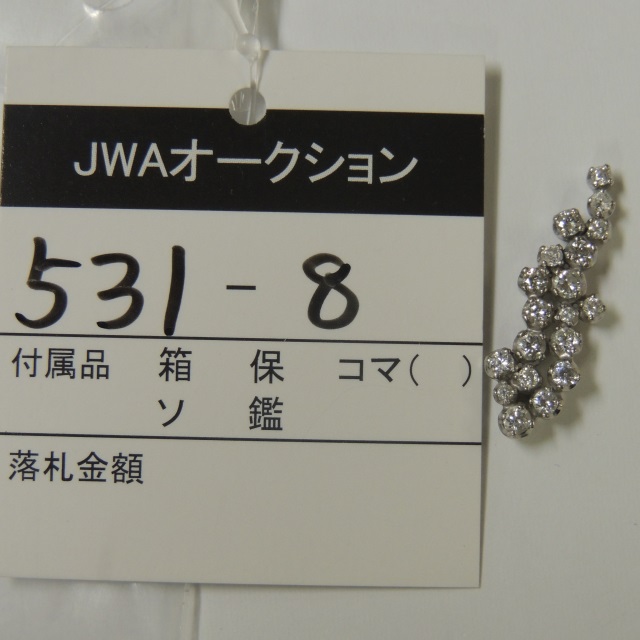 JWAオークション
531-8
付属品 箱 保 コマ( )
ソ 鑑
落札金額